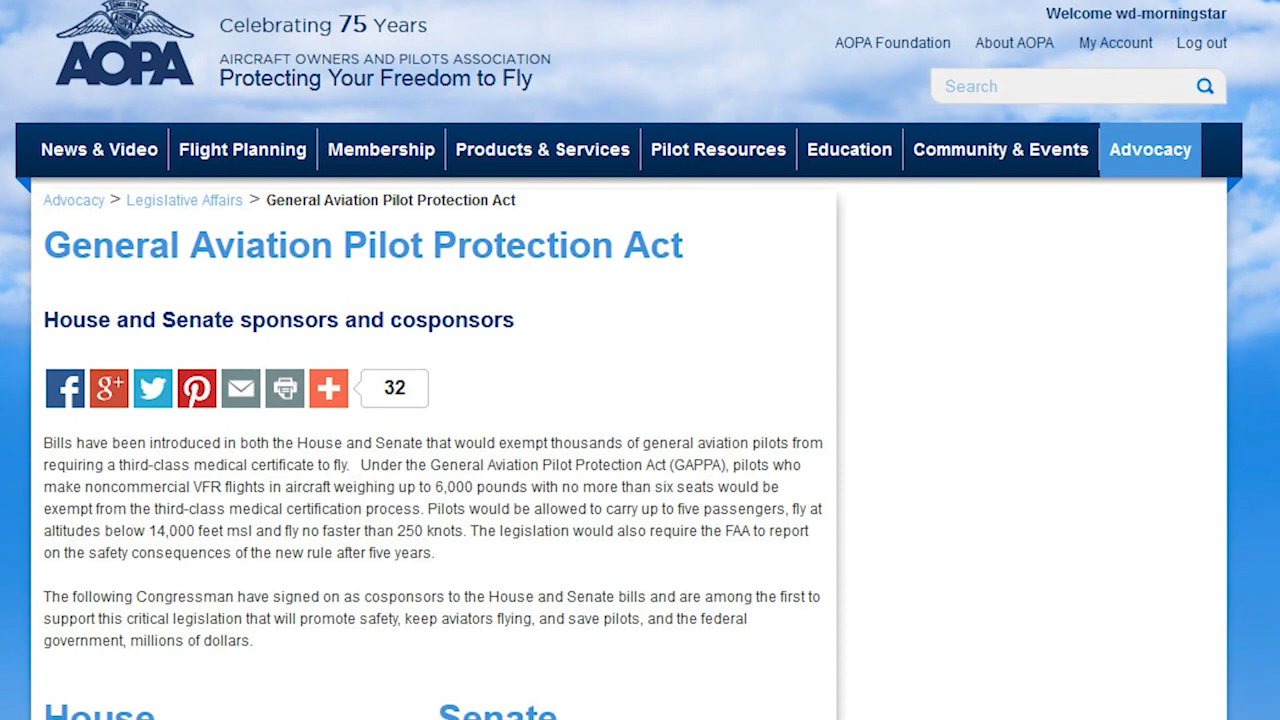 AOPA
Celebrating 75 Years
AIRCRAFT OWNERS AND PILOTS ASSOCIATION
Protecting Your Freedom to Fly
Welcome wd-morningstar
AOPA Foundation About AOPA My Account Log out
Search
News & Video Flight Planning Membership Products & Services Pilot Resources Education Community & Events Advocacy
Advocacy > Legislative Affairs > General Aviation Pilot Protection Act
General Aviation Pilot Protection Act
House and Senate sponsors and cosponsors
32
Bills have been introduced in both the House and Senate that would exempt thousands of general aviation pilots from
requiring a third-class medical certificate to fly. Under the General Aviation Pilot Protection Act (GAPPA), pilots who
make noncommercial VFR flights in aircraft weighing up to 6,000 pounds with no more than six seats would be
exempt from the third-class medical certification process. Pilots would be allowed to carry up to five passengers, fly at
altitudes below 14,000 feet msl and fly no faster than 250 knots. The legislation would also require the FAA to report
on the safety consequences of the new rule after five years.
The following Congressman have signed on as cosponsors to the House and Senate bills and are among the first to
support this critical legislation that will promote safety, keep aviators flying, and save pilots, and the federal
government, millions of dollars.
House Senate